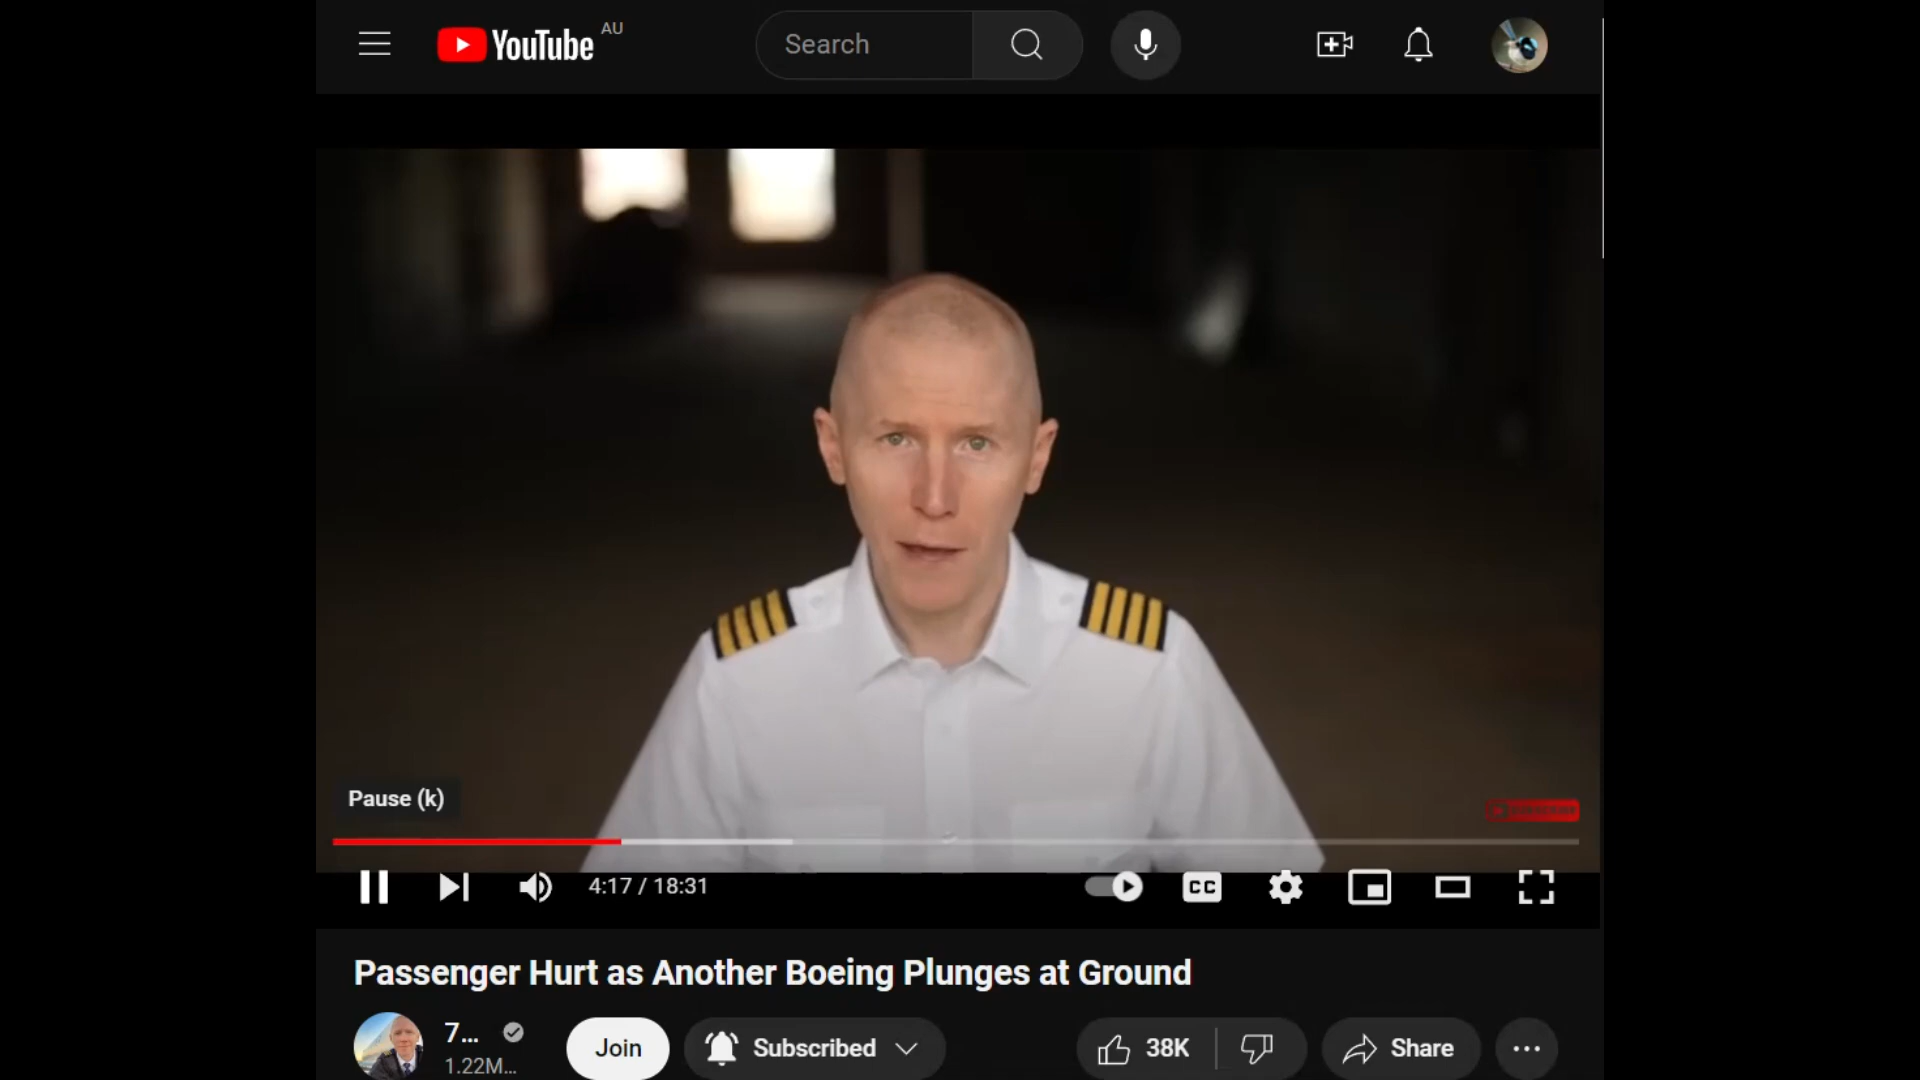 YouTube AU
Search
Pause (k)
4:17 / 18:31
CC
Passenger Hurt as Another Boeing Plunges at Ground
7...
1.22M...
Join
Subscribed
38K
Share